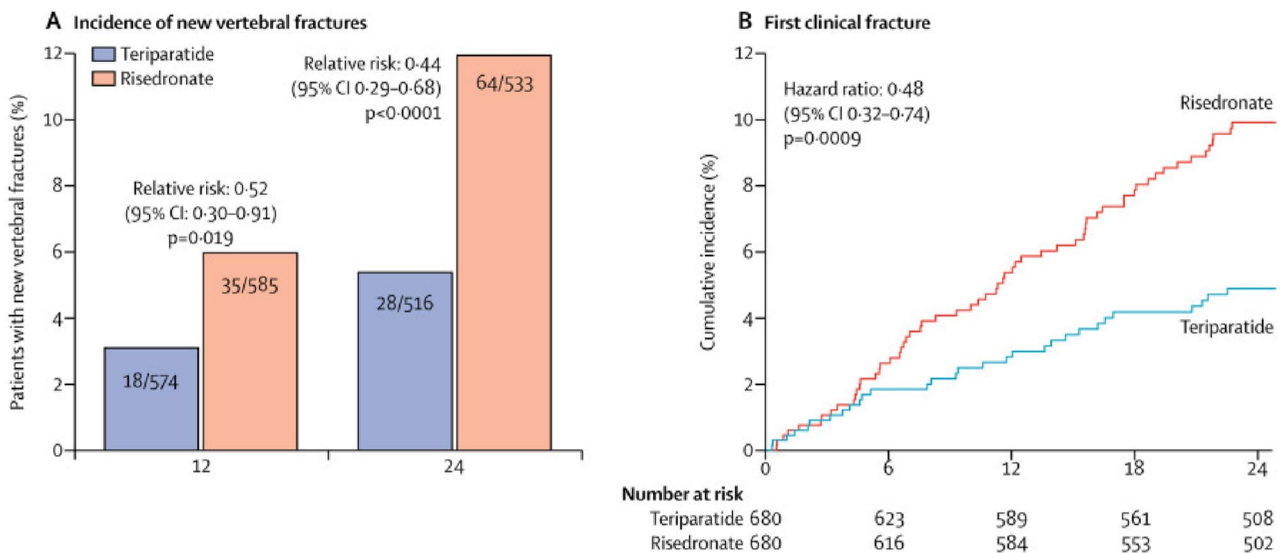 A Incidence of new vertebral fractures
Teriparatide
Risedronate
Patients with new vertebral fractures (%)
12
10
8
6
4
2
0
Relative risk: 0·52
(95% CI: 0·30–0·91)
p=0·019
Relative risk: 0·44
(95% CI 0·29–0·68)
p<0·0001
18/574
35/585
28/516
64/533
12
24
B First clinical fracture
Cumulative incidence (%)
12
10
8
6
4
2
0
Hazard ratio: 0·48
(95% CI 0·32–0·74)
p=0·0009
Risedronate
Teriparatide
0 6 12 18 24
Number at risk
Teriparatide 680 623 589 561 508
Risedronate 680 616 584 553 502